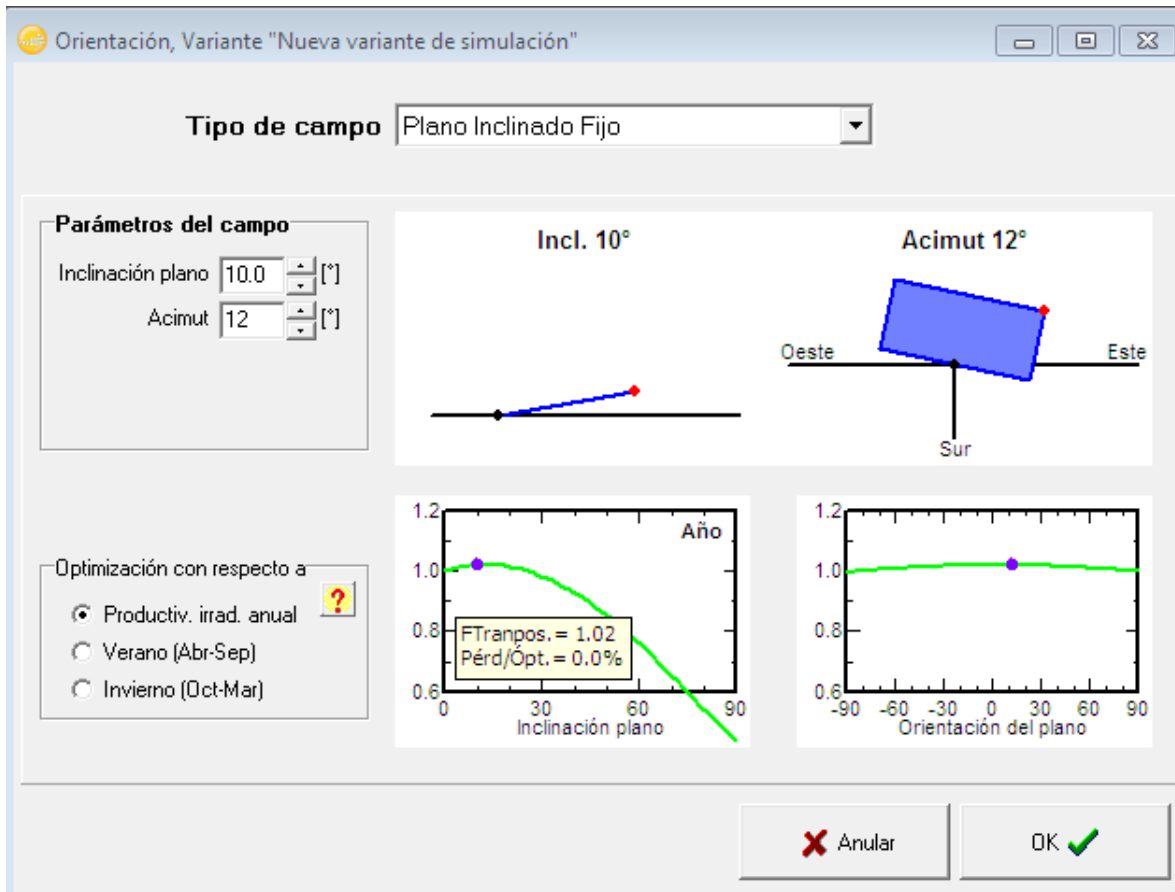 Orientación, Variante "Nueva variante de simulación"
Tipo de campo Plano Inclinado Fijo
Parámetros del campo
Inclinación plano 10.0 [°]
Acimut 12 [°]
Incl. 10° Acimut 12°
Oeste Este
Sur
Optimización con respecto a
?
Productiv. irrad. anual
Verano (Abr-Sep)
Invierno (Oct-Mar)
1.2
Año
1.0
0.8
FTranpos. = 1.02
Pérd/Ópt. = 0.0%
0.6
0 30 60 90
Inclinación plano
1.2
1.0
0.8
0.6
-90 -60 -30 0 30 60 90
Orientación del plano
Anular OK